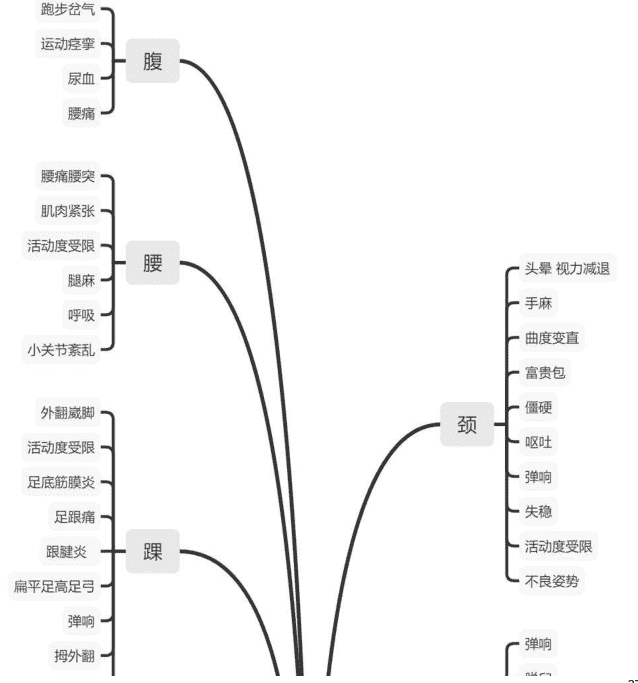 跑步岔气
运动痉挛
尿血
腰痛
腹
腰痛腰突
肌肉紧张
活动度受限
腿麻
呼吸
小关节紊乱
腰
外翻崴脚
活动度受限
足底筋膜炎
足跟痛
跟腱炎
扁平足高足弓
弹响
拇外翻
踝
头晕 视力减退
手麻
曲度变直
富贵包
僵硬
呕吐
弹响
失稳
活动度受限
不良姿势
颈
弹响